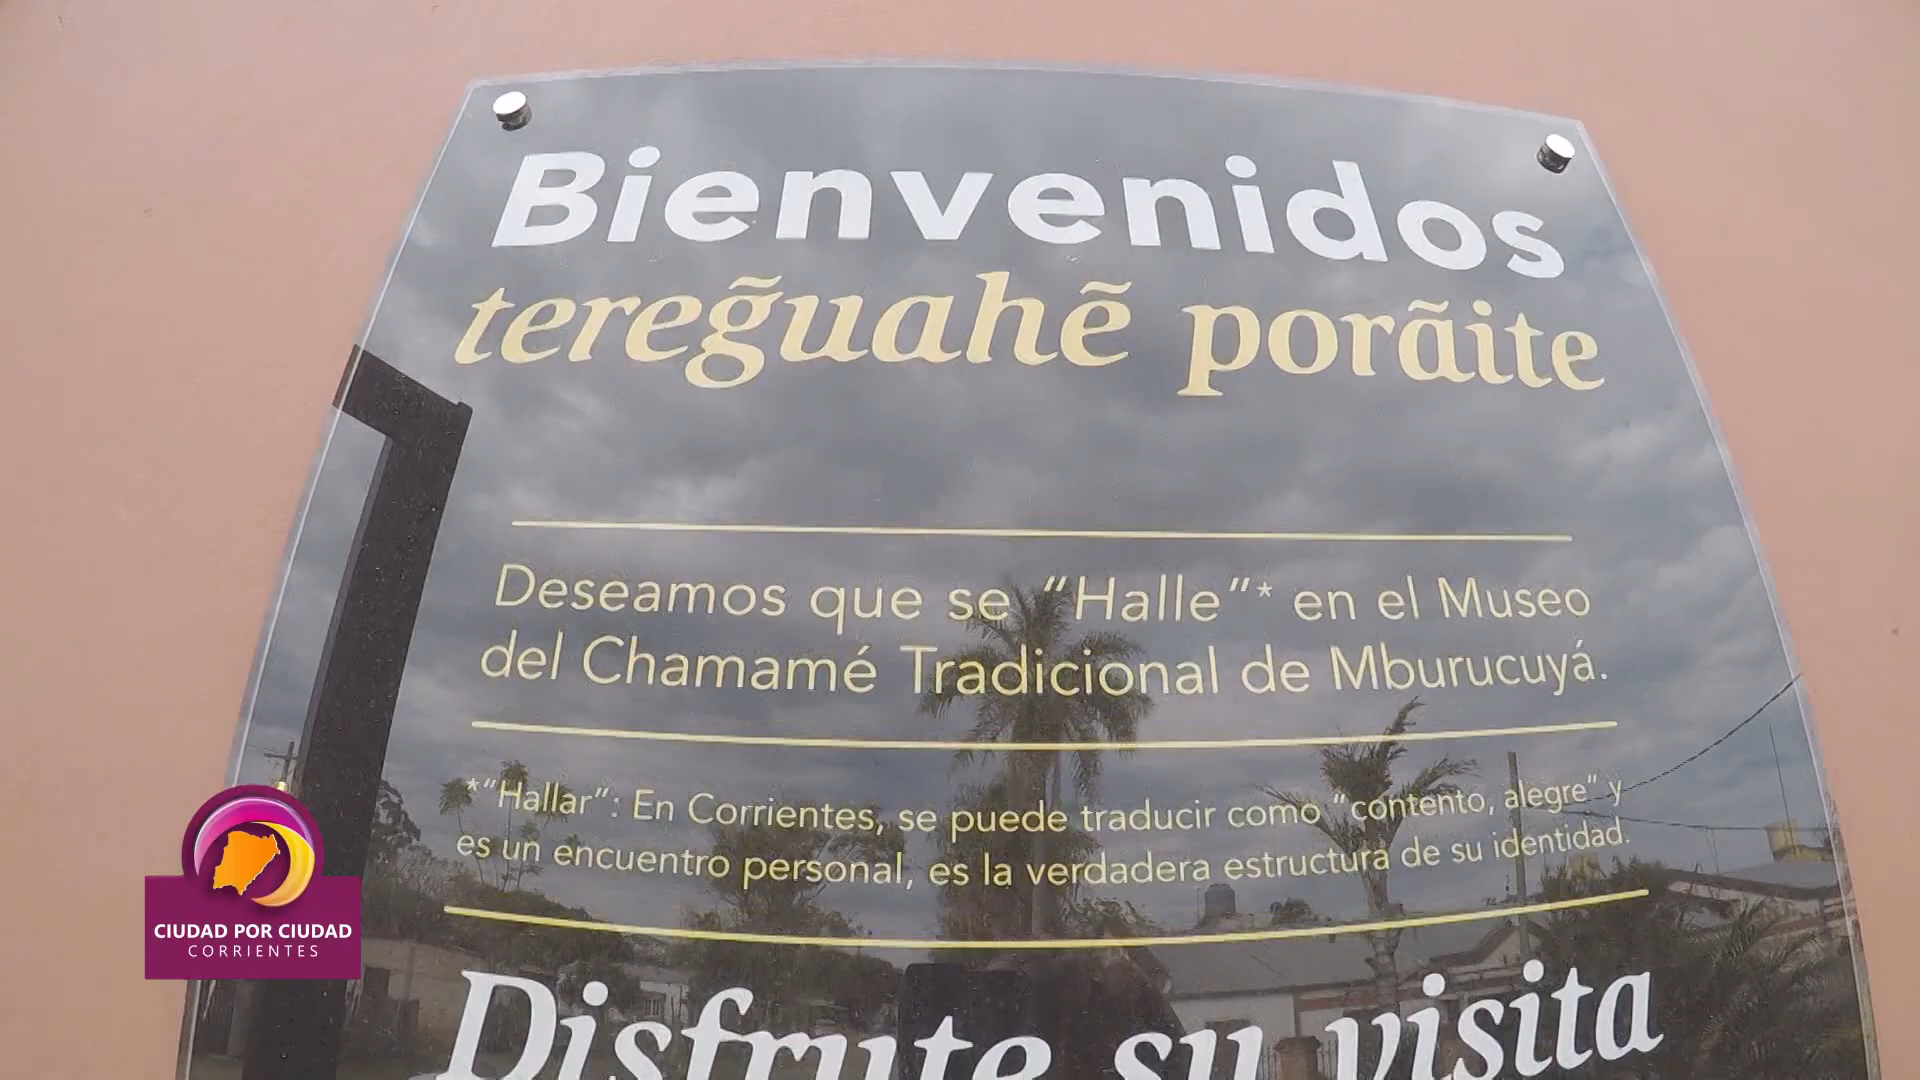 Bienvenidos
tereg̃uahẽ porãite
Deseamos que se “Halle”* en el Museo
del Chamamé Tradicional de Mburucuyá.
*“Hallar”: En Corrientes, se puede traducir como “contento, alegre” y
es un encuentro personal, es la verdadera estructura de su identidad.
Disfrute su visita
CIUDAD POR CIUDAD
CORRIENTES